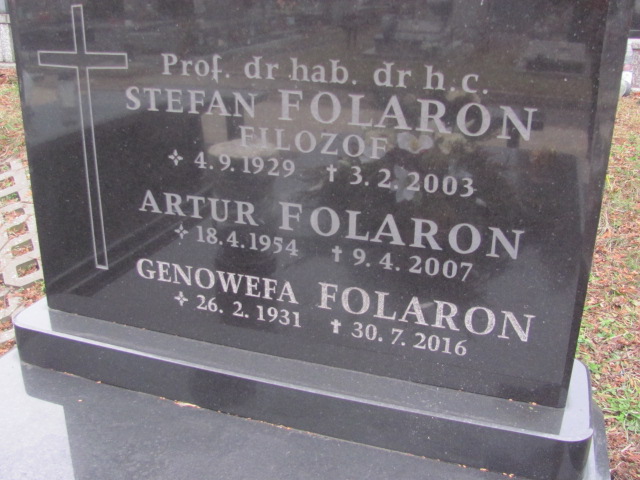 Prof. dr hab. dr h.c.
STEFAN FOLARON
FILOZOF
✧ 4.9.1929 † 3.2.2003
ARTUR FOLARON
✧ 18.4.1954 † 9.4.2007
GENOWEFA FOLARON
✧ 26.2.1931 † 30.7.2016